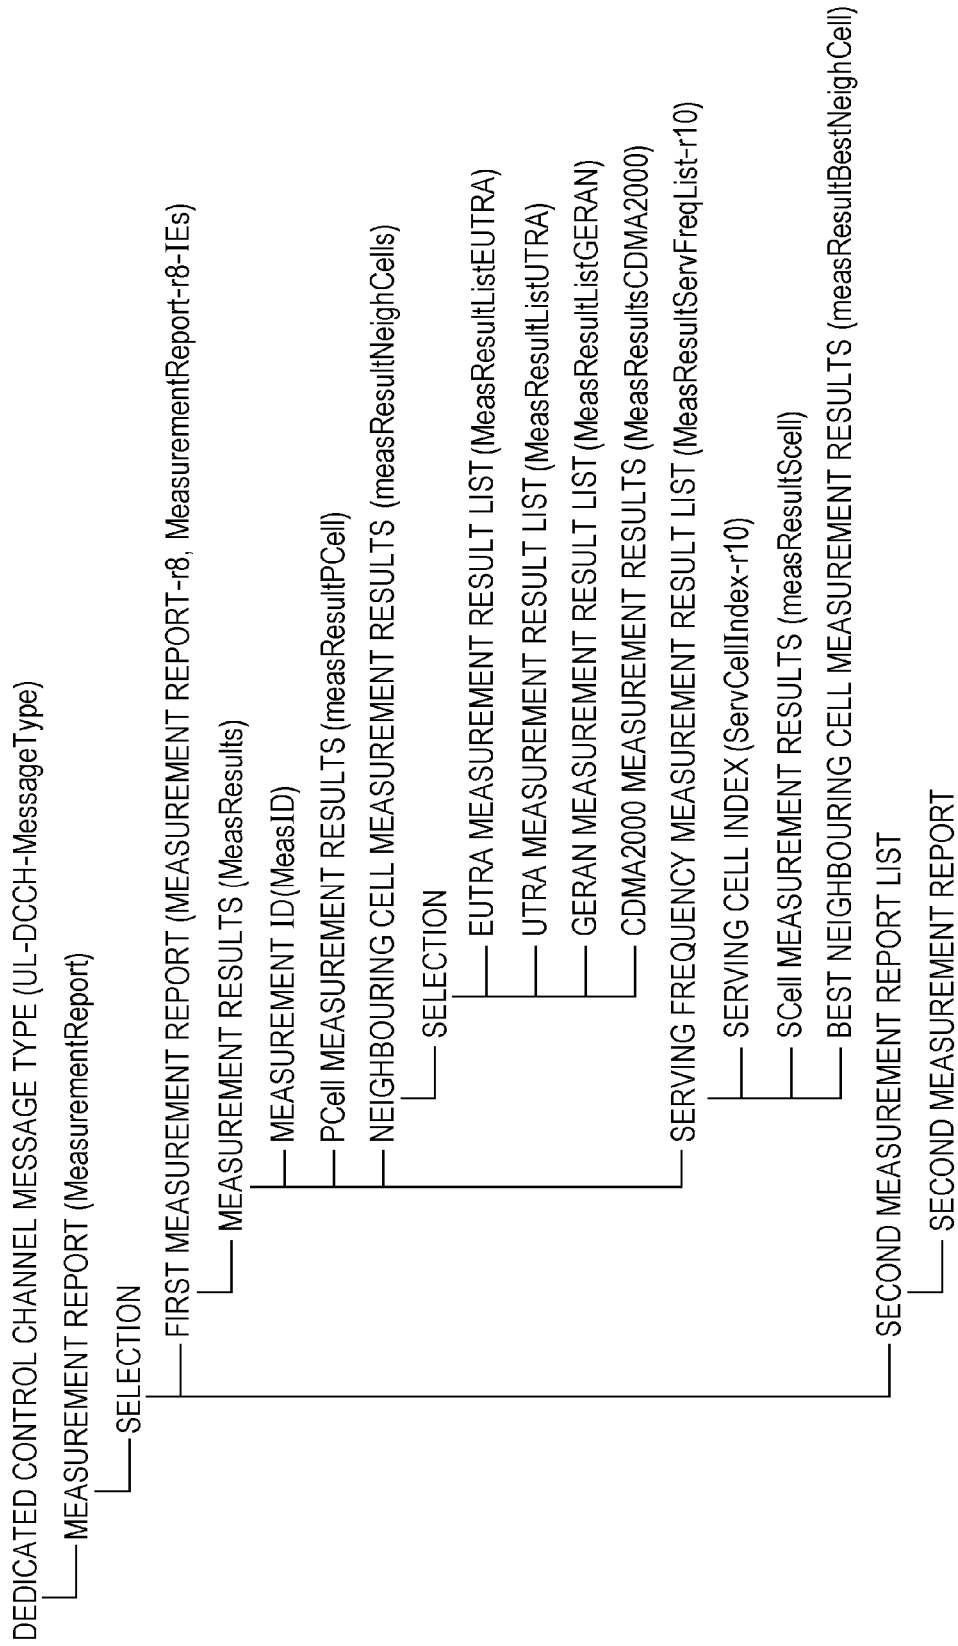 DEDICATED CONTROL CHANNEL MESSAGE TYPE (UL-DCCH-MessageType)
MEASUREMENT REPORT (MeasurementReport)
SELECTION
FIRST MEASUREMENT REPORT (MEASUREMENT REPORT-r8, MeasurementReport-r8-IEs)
MEASUREMENT RESULTS (MeasResults)
MEASUREMENT ID(MeasID)
PCell MEASUREMENT RESULTS (measResultPCell)
NEIGHBOURING CELL MEASUREMENT RESULTS (measResultNeighCells)
SELECTION
EUTRA MEASUREMENT RESULT LIST (MeasResultListEUTRA)
UTRA MEASUREMENT RESULT LIST (MeasResultListUTRA)
GERAN MEASUREMENT RESULT LIST (MeasResultListGERAN)
CDMA2000 MEASUREMENT RESULTS (MeasResultsCDMA2000)
SERVING FREQUENCY MEASUREMENT RESULT LIST (MeasResultServFreqList-r10)
SERVING CELL INDEX (ServCellIndex-r10)
SCell MEASUREMENT RESULTS (measResultScell)
BEST NEIGHBOURING CELL MEASUREMENT RESULTS (measResultBestNeighCell)
SECOND MEASUREMENT REPORT LIST
SECOND MEASUREMENT REPORT